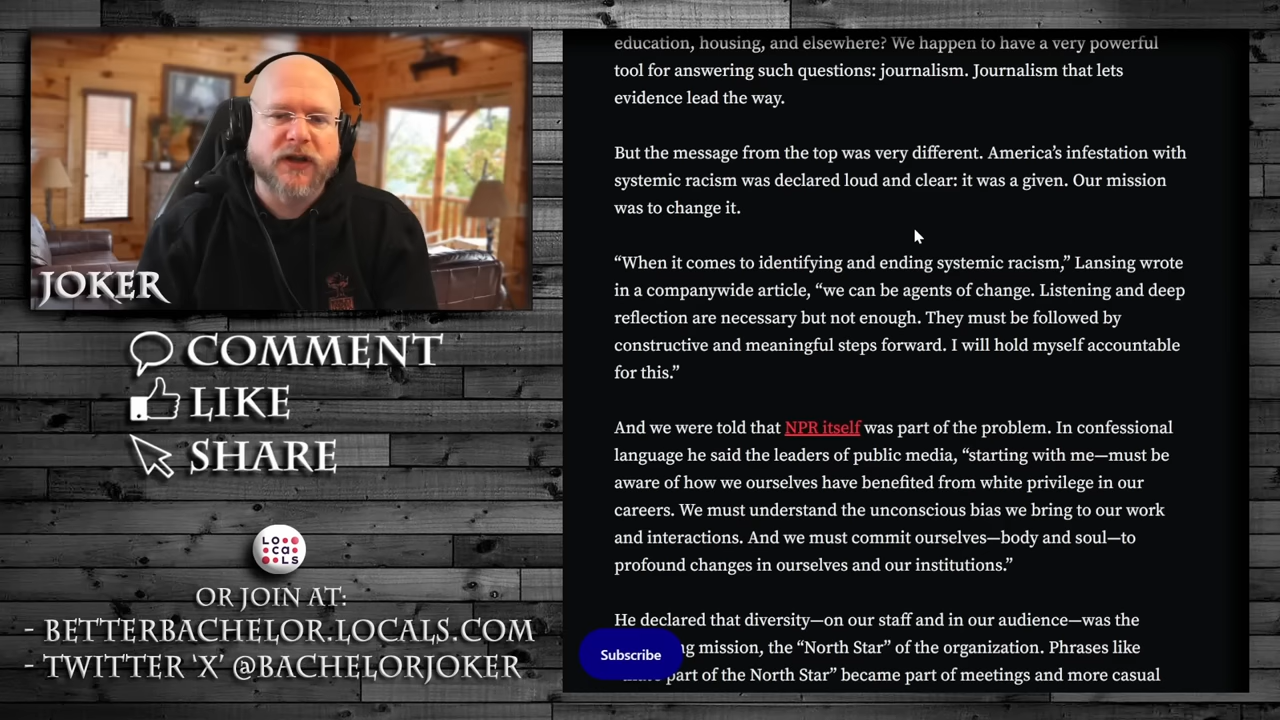 JOKER
COMMENT
LIKE
SHARE
LO
ca
LS
OR JOIN AT:
- BETTERBACHELOR.LOCALS.COM
- TWITTER 'X' @BACHELORJOKER
education, housing, and elsewhere? We happen to have a very powerful
tool for answering such questions: journalism. Journalism that lets
evidence lead the way.
But the message from the top was very different. America’s infestation with
systemic racism was declared loud and clear: it was a given. Our mission
was to change it.
“When it comes to identifying and ending systemic racism,” Lansing wrote
in a companywide article, “we can be agents of change. Listening and deep
reflection are necessary but not enough. They must be followed by
constructive and meaningful steps forward. I will hold myself accountable
for this.”
And we were told that NPR itself was part of the problem. In confessional
language he said the leaders of public media, “starting with me—must be
aware of how we ourselves have benefited from white privilege in our
careers. We must understand the unconscious bias we bring to our work
and interactions. And we must commit ourselves—body and soul—to
profound changes in ourselves and our institutions.”
He declared that diversity—on our staff and in our audience—was the
mission, the “North Star” of the organization. Phrases like
Subscribe
part of the North Star” became part of meetings and more casual